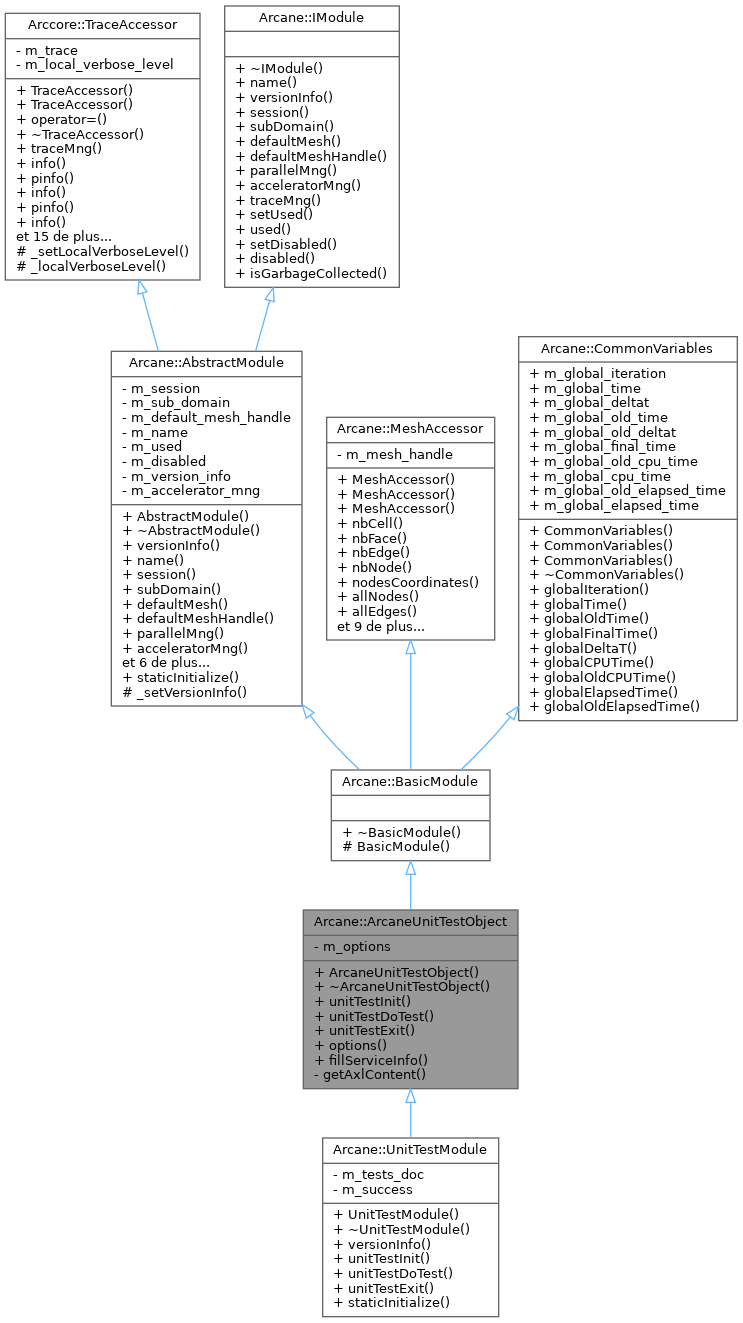 Arccore::TraceAccessor
- m_trace
- m_local_verbose_level
+ TraceAccessor()
+ TraceAccessor()
+ operator=()
+ ~TraceAccessor()
+ traceMng()
+ info()
+ pinfo()
+ info()
+ pinfo()
+ info()
et 15 de plus...
# _setLocalVerboseLevel()
# _localVerboseLevel()
Arcane::IModule
+ ~IModule()
+ name()
+ versionInfo()
+ session()
+ subDomain()
+ defaultMesh()
+ defaultMeshHandle()
+ parallelMng()
+ acceleratorMng()
+ traceMng()
+ setUsed()
+ used()
+ setDisabled()
+ disabled()
+ isGarbageCollected()
Arcane::AbstractModule
- m_session
- m_sub_domain
- m_default_mesh_handle
- m_name
- m_used
- m_disabled
- m_version_info
- m_accelerator_mng
+ AbstractModule()
+ ~AbstractModule()
+ versionInfo()
+ name()
+ session()
+ subDomain()
+ defaultMesh()
+ defaultMeshHandle()
+ parallelMng()
+ acceleratorMng()
et 6 de plus...
+ staticInitialize()
# _setVersionInfo()
Arcane::MeshAccessor
- m_mesh_handle
+ MeshAccessor()
+ MeshAccessor()
+ MeshAccessor()
+ nbCell()
+ nbFace()
+ nbEdge()
+ nbNode()
+ nodesCoordinates()
+ allNodes()
+ allEdges()
et 9 de plus...
Arcane::CommonVariables
+ m_global_iteration
+ m_global_time
+ m_global_deltat
+ m_global_old_time
+ m_global_old_deltat
+ m_global_final_time
+ m_global_old_cpu_time
+ m_global_cpu_time
+ m_global_old_elapsed_time
+ m_global_elapsed_time
+ CommonVariables()
+ CommonVariables()
+ CommonVariables()
+ ~CommonVariables()
+ globalIteration()
+ globalTime()
+ globalOldTime()
+ globalFinalTime()
+ globalDeltaT()
+ globalCPUTime()
+ globalOldCPUTime()
+ globalElapsedTime()
+ globalOldElapsedTime()
Arcane::BasicModule
+ ~BasicModule()
# BasicModule()
Arcane::ArcaneUnitTestObject
- m_options
+ ArcaneUnitTestObject()
+ ~ArcaneUnitTestObject()
+ unitTestInit()
+ unitTestDoTest()
+ unitTestExit()
+ options()
+ fillServiceInfo()
- getAxlContent()
Arcane::UnitTestModule
- m_tests_doc
- m_success
+ UnitTestModule()
+ ~UnitTestModule()
+ versionInfo()
+ unitTestInit()
+ unitTestDoTest()
+ unitTestExit()
+ staticInitialize()